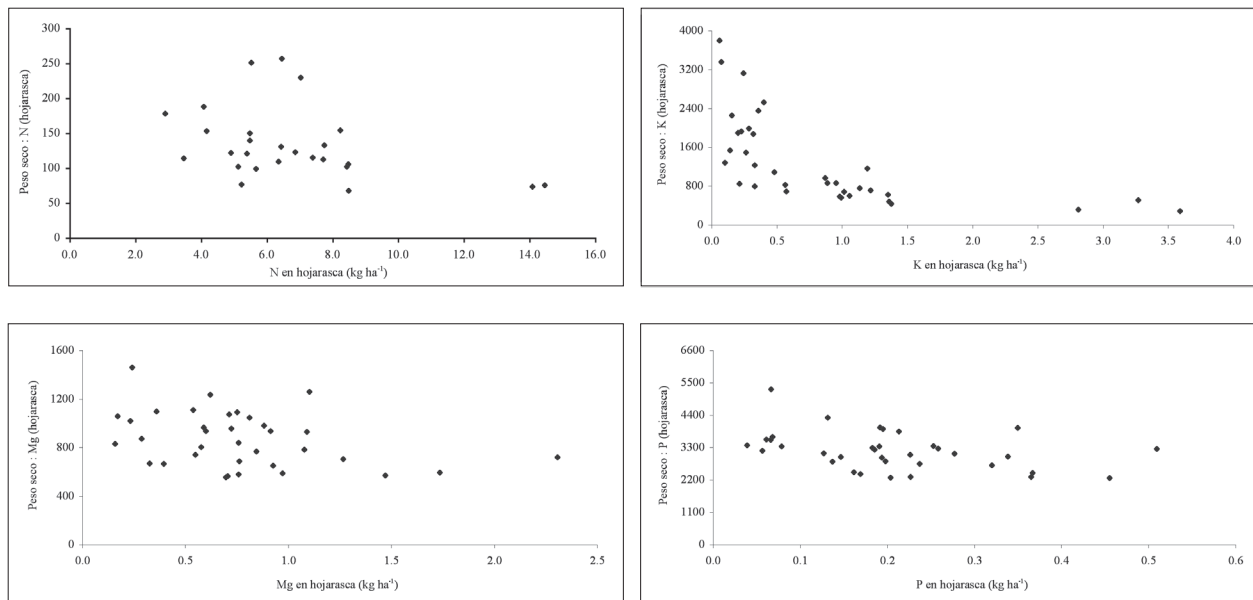 300
250
200
150
100
50
0
Peso seco : N (hojarasca)
0.0 2.0 4.0 6.0 8.0 10.0 12.0 14.0 16.0
N en hojarasca (kg ha⁻¹)
4000
3200
2400
1600
800
0
Peso seco : K (hojarasca)
0.0 0.5 1.0 1.5 2.0 2.5 3.0 3.5 4.0
K en hojarasca (kg ha⁻¹)
1600
1200
800
400
0
Peso seco : Mg (hojarasca)
0.0 0.5 1.0 1.5 2.0 2.5
Mg en hojarasca (kg ha⁻¹)
6600
5500
4400
3300
2200
1100
0
Peso seco : P (hojarasca)
0.0 0.1 0.2 0.3 0.4 0.5 0.6
P en hojarasca (kg ha⁻¹)